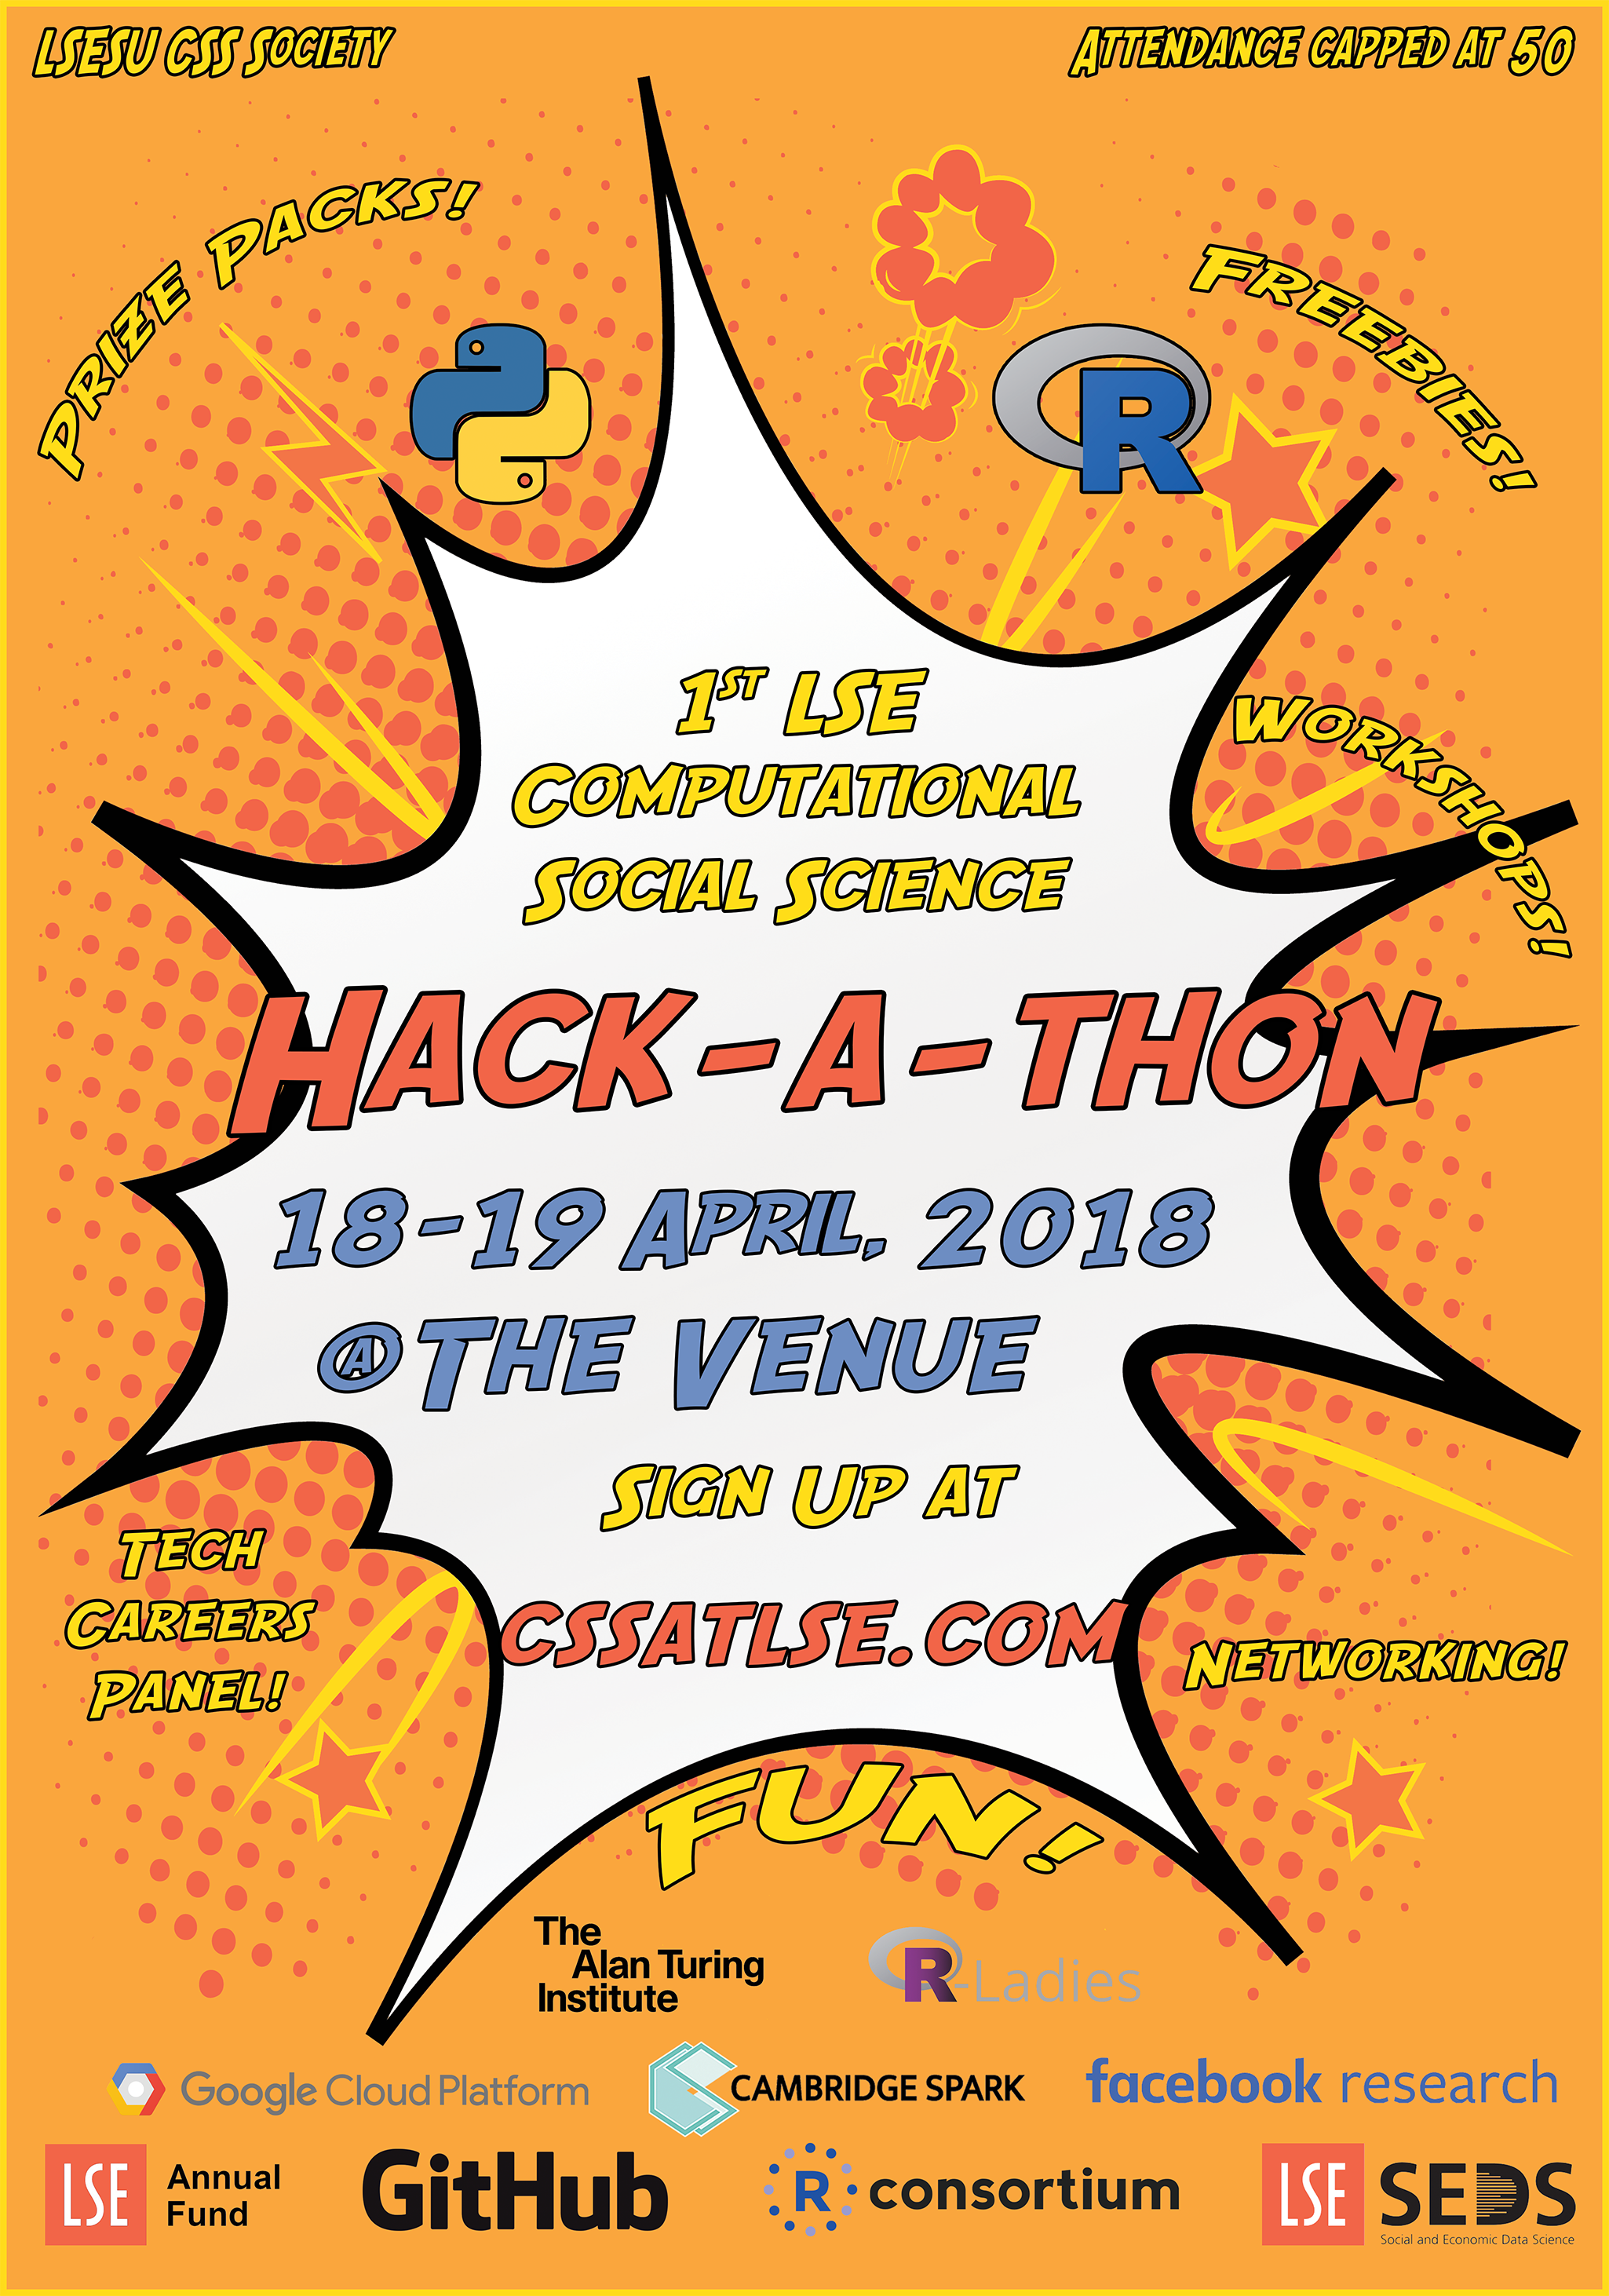 LSESU CSS Society
Attendance capped at 50
Prize Packs!
Freebies!
R
Workshops!
1st LSE
Computational
Social Science
Hack-a-thon
18-19 April, 2018
@The Venue
Sign Up at
cssatlse.com
Tech
Careers
Panel!
Networking!
Fun!
The
Alan Turing
Institute
R-Ladies
Google Cloud Platform
CAMBRIDGE SPARK
facebook research
LSE
Annual
Fund
GitHub
R consortium
LSE
SEDS
Social and Economic Data Science